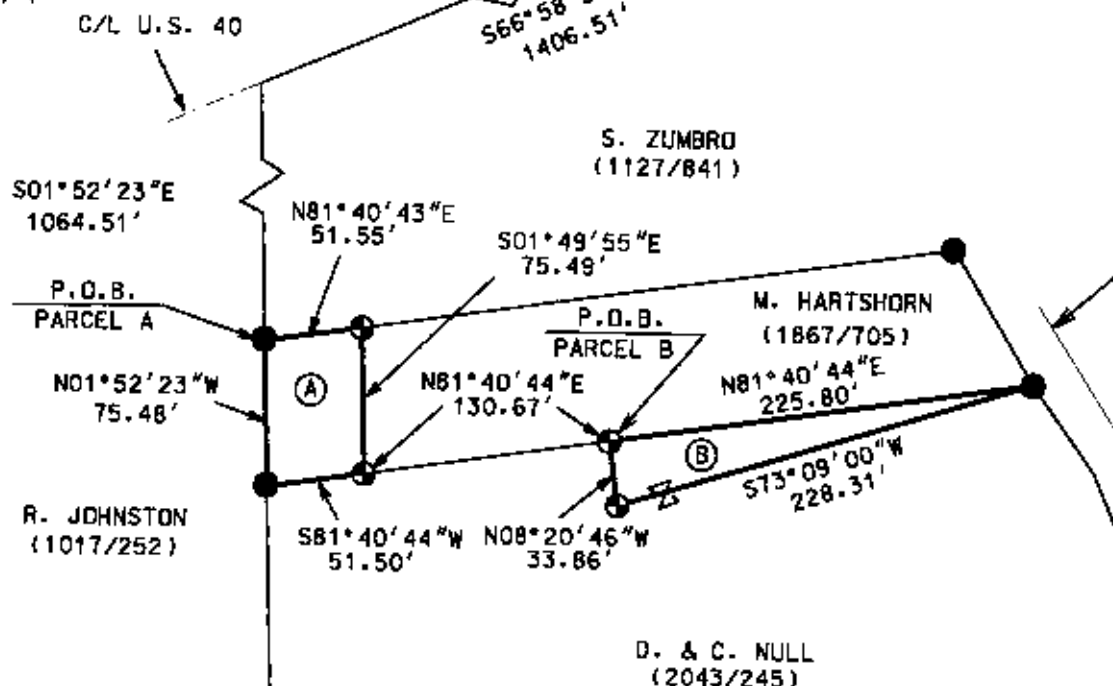 C/L U.S. 40
S66°58'
1406.51'
S. ZUMBRO
(1127/841)
S01°52'23"E
1064.51'
N81°40'43"E
51.55'
S01°49'55"E
75.49'
P.O.B.
PARCEL A
P.O.B.
PARCEL B
M. HARTSHORN
(1867/705)
N01°52'23"W
75.48'
A
N81°40'44"E
130.67'
N81°40'44"E
225.80'
B
S73°09'00"W
228.31'
R. JOHNSTON
(1017/252)
S81°40'44"W
51.50'
N08°20'46"W
33.86'
D. & C. NULL
(2043/245)